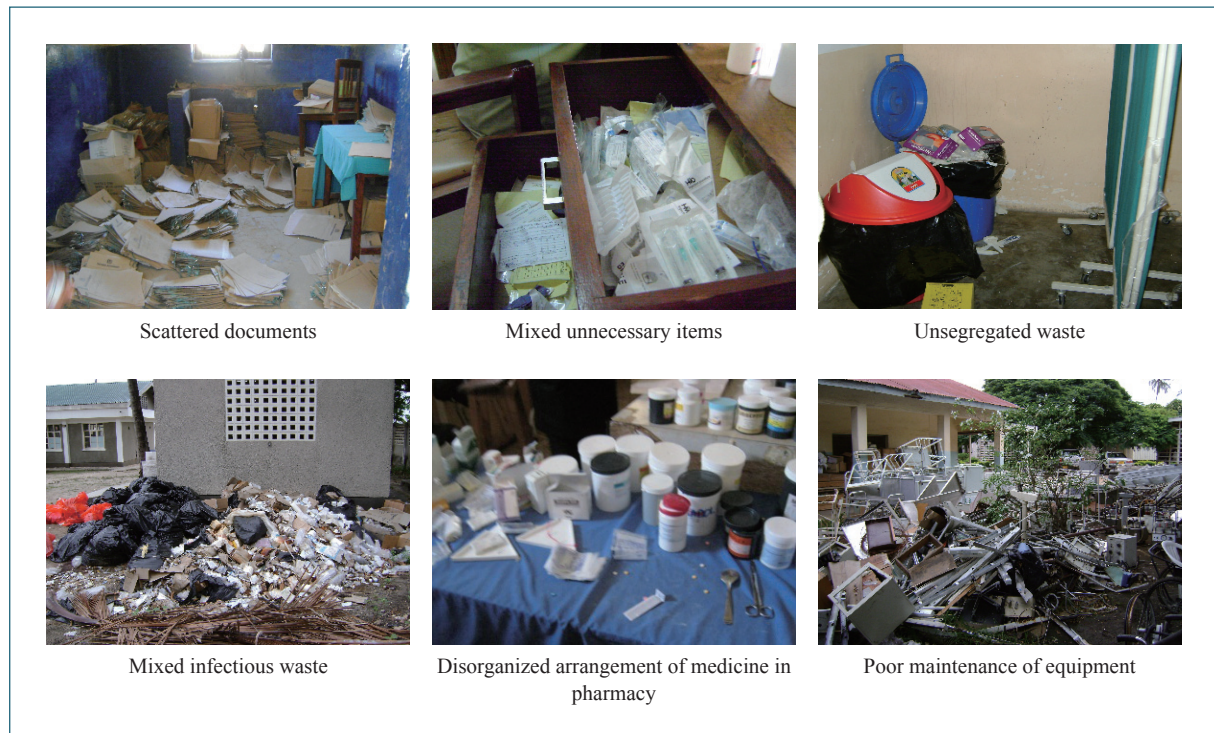 Scattered documents
Mixed unnecessary items
Unsegregated waste
Mixed infectious waste
Disorganized arrangement of medicine in
pharmacy
Poor maintenance of equipment